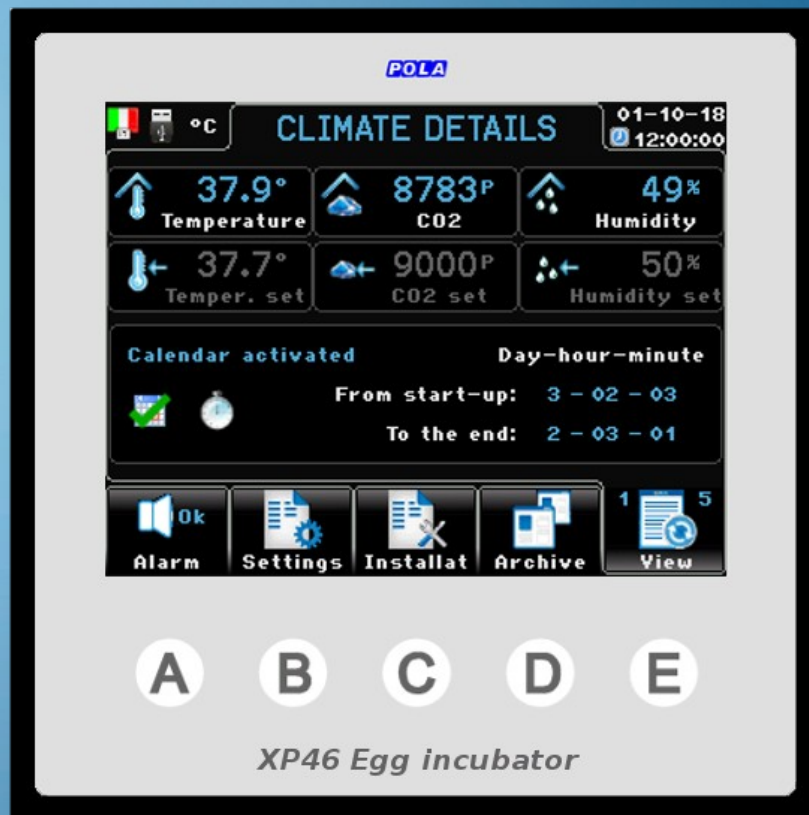 POLA
°C
CLIMATE DETAILS
01-10-18
12:00:00
37.9° 8783P 49%
Temperature CO2 Humidity
37.7° 9000P 50%
Temper. set CO2 set Humidity set
Calendar activated Day-hour-minute
From start-up: 3 - 02 - 03
To the end: 2 - 03 - 01
Ok 1 5
Alarm Settings Installat Archive View
A B C D E
XP46 Egg incubator